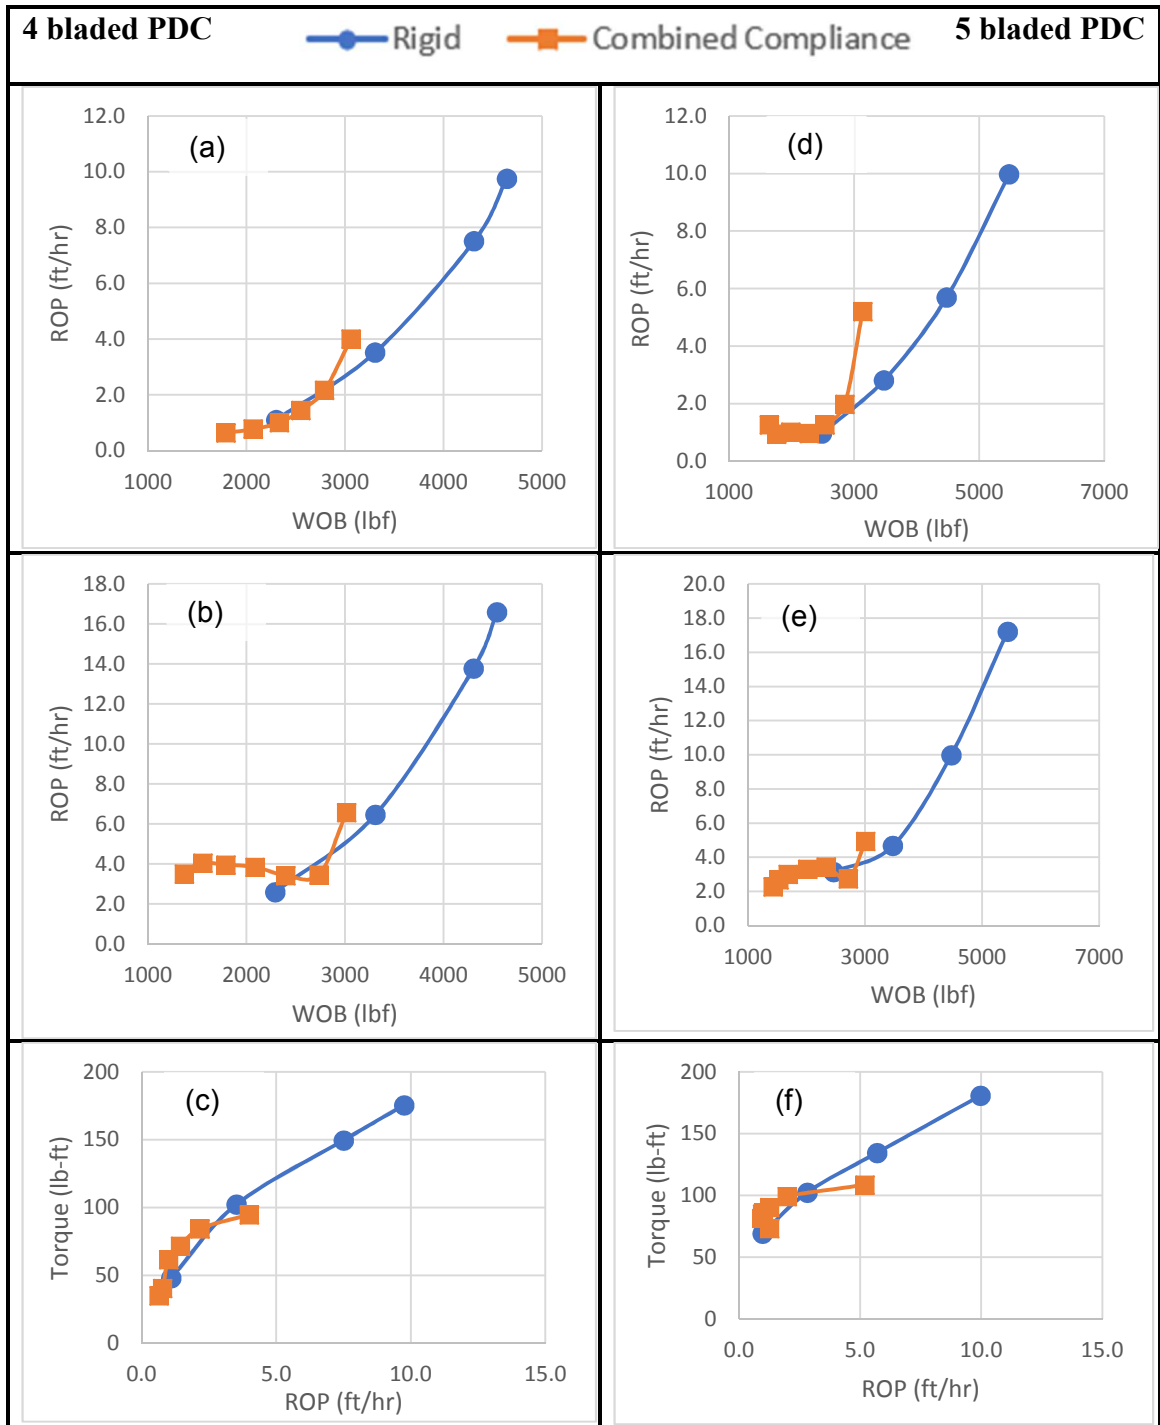 4 bladed PDC
Rigid
Combined Compliance
5 bladed PDC
(a)
12.0
10.0
8.0
6.0
4.0
2.0
0.0
ROP (ft/hr)
1000 2000 3000 4000 5000
WOB (lbf)
(d)
12.0
10.0
8.0
6.0
4.0
2.0
0.0
ROP (ft/hr)
1000 3000 5000 7000
WOB (lbf)
(b)
18.0
16.0
14.0
12.0
10.0
8.0
6.0
4.0
2.0
0.0
ROP (ft/hr)
1000 2000 3000 4000 5000
WOB (lbf)
(e)
20.0
18.0
16.0
14.0
12.0
10.0
8.0
6.0
4.0
2.0
0.0
ROP (ft/hr)
1000 3000 5000 7000
WOB (lbf)
(c)
200
150
100
50
0
Torque (lb-ft)
0.0 5.0 10.0 15.0
ROP (ft/hr)
(f)
200
150
100
50
0
Torque (lb-ft)
0.0 5.0 10.0 15.0
ROP (ft/hr)